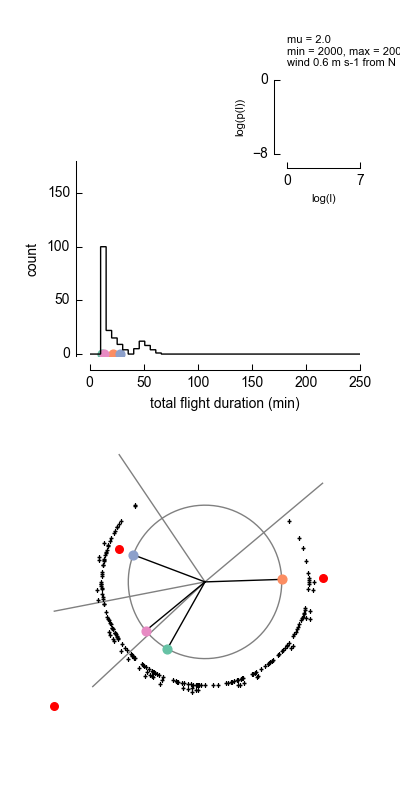 mu = 2.0
min = 2000, max = 200
wind 0.6 m s-1 from N
0
−8
log(p(l))
0 7
log(l)
150
100
50
0
count
0 50 100 150 200 250
total flight duration (min)